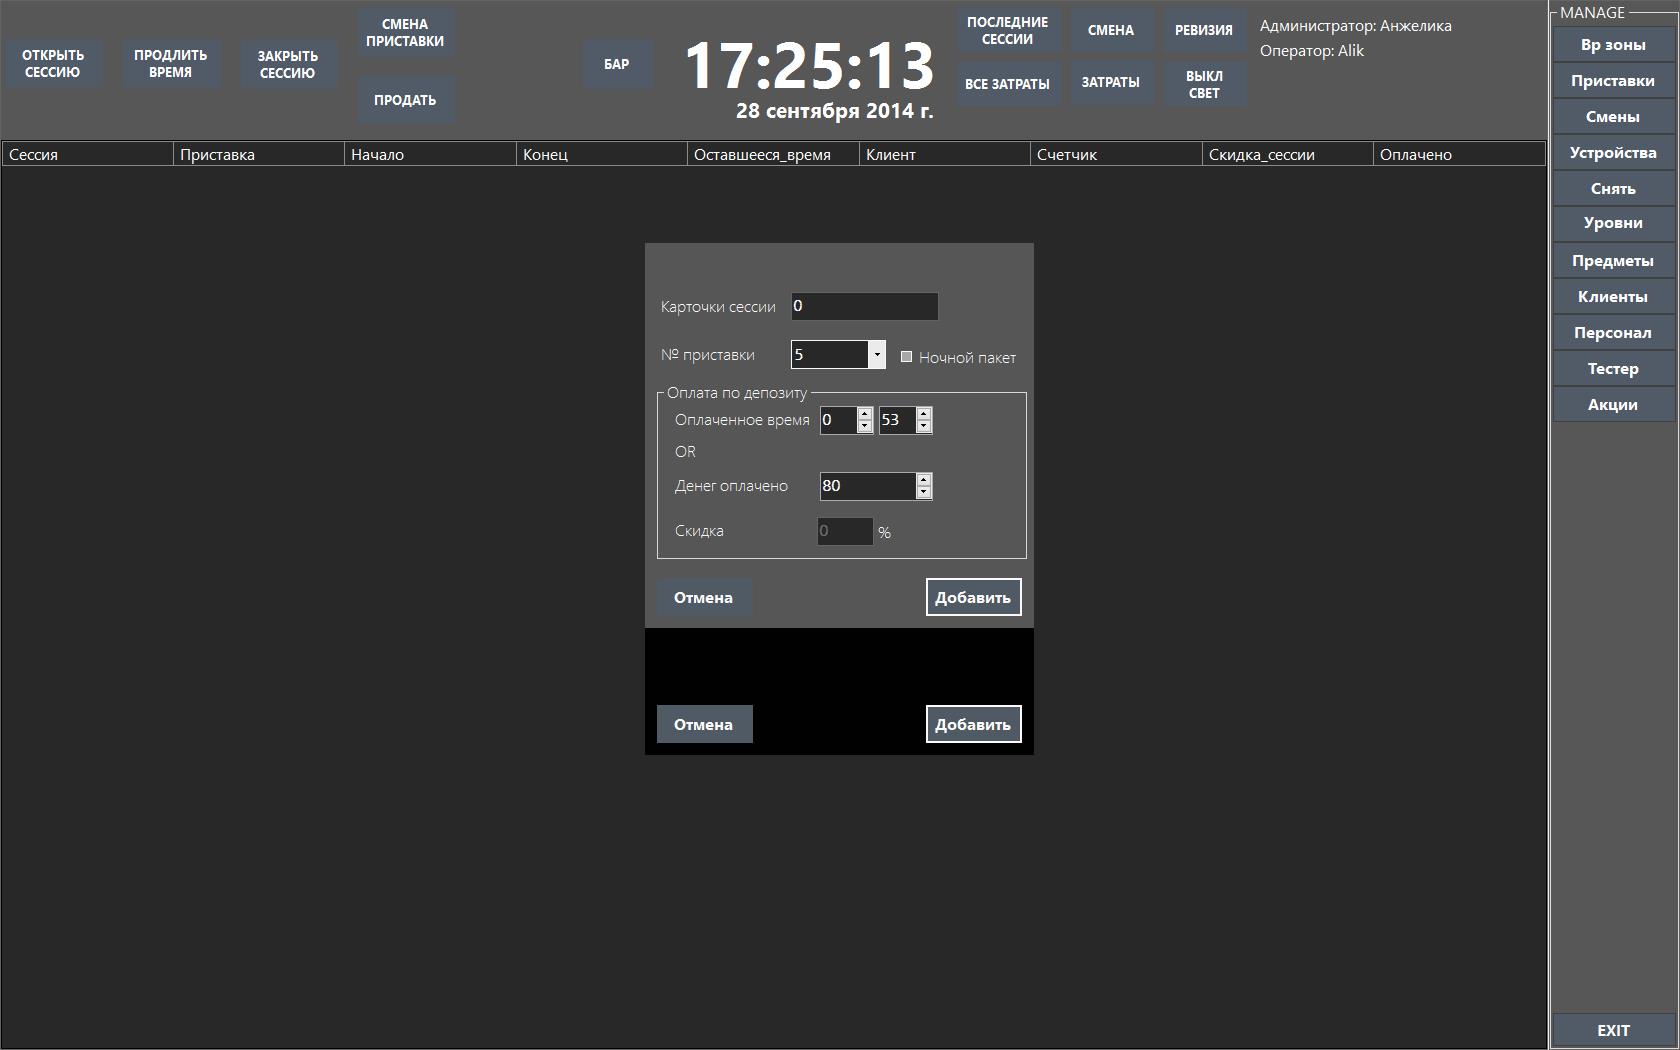 ОТКРЫТЬ
СЕССИЮ
ПРОДЛИТЬ
ВРЕМЯ
ЗАКРЫТЬ
СЕССИЮ
СМЕНА
ПРИСТАВКИ
ПРОДАТЬ
БАР
17:25:13
28 сентября 2014 г.
ПОСЛЕДНИЕ
СЕССИИ
СМЕНА
РЕВИЗИЯ
ВСЕ ЗАТРАТЫ
ЗАТРАТЫ
ВЫКЛ
СВЕТ
Администратор: Анжелика
Оператор: Alik
Сессия Приставка Начало Конец Оставшееся_время Клиент Счетчик Скидка_сессии Оплачено
Карточки сессии 0
№ приставки 5 Ночной пакет
Оплата по депозиту
Оплаченное время 0 53
OR
Денег оплачено 80
Скидка 0 %
Отмена Добавить
Отмена Добавить
MANAGE
Вр зоны
Приставки
Смены
Устройства
Снять
Уровни
Предметы
Клиенты
Персонал
Тестер
Акции
EXIT